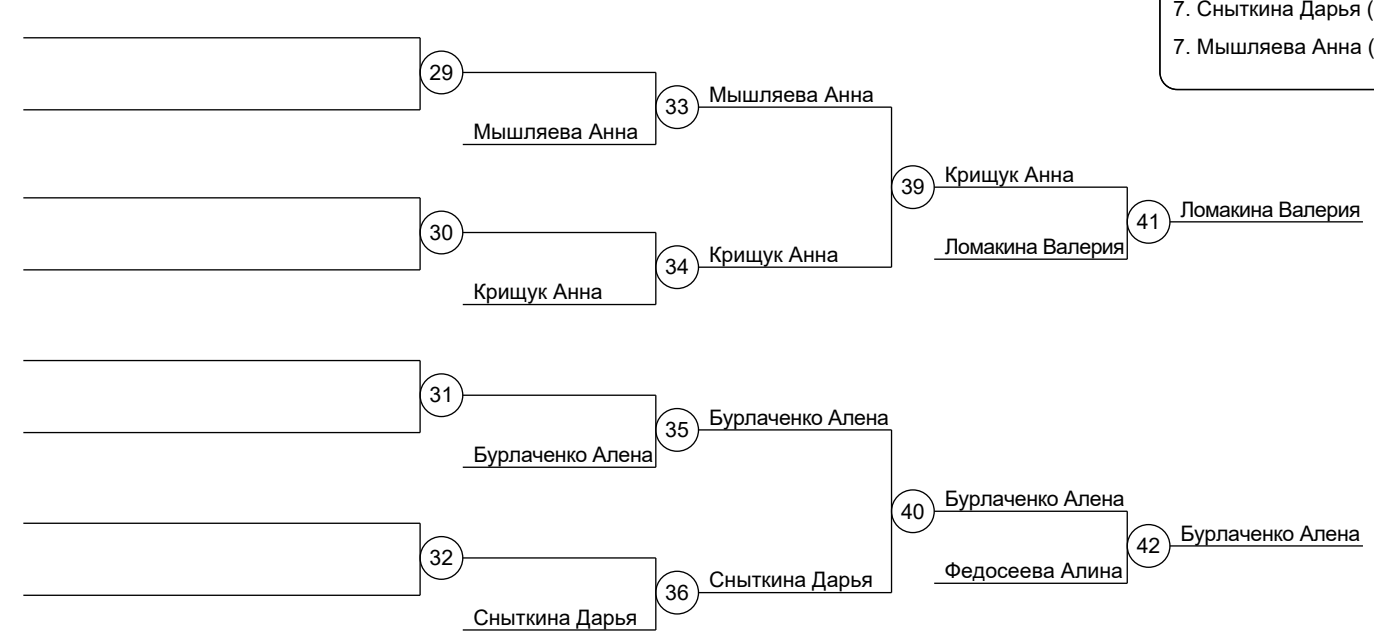 7. Сныткина Дарья (
7. Мышляева Анна (
29
33
Мышляева Анна
Мышляева Анна
39
Крищук Анна
41
Ломакина Валерия
Ломакина Валерия
30
34
Крищук Анна
Крищук Анна
31
35
Бурлаченко Алена
Бурлаченко Алена
40
Бурлаченко Алена
42
Бурлаченко Алена
Федосеева Алина
32
36
Сныткина Дарья
Сныткина Дарья